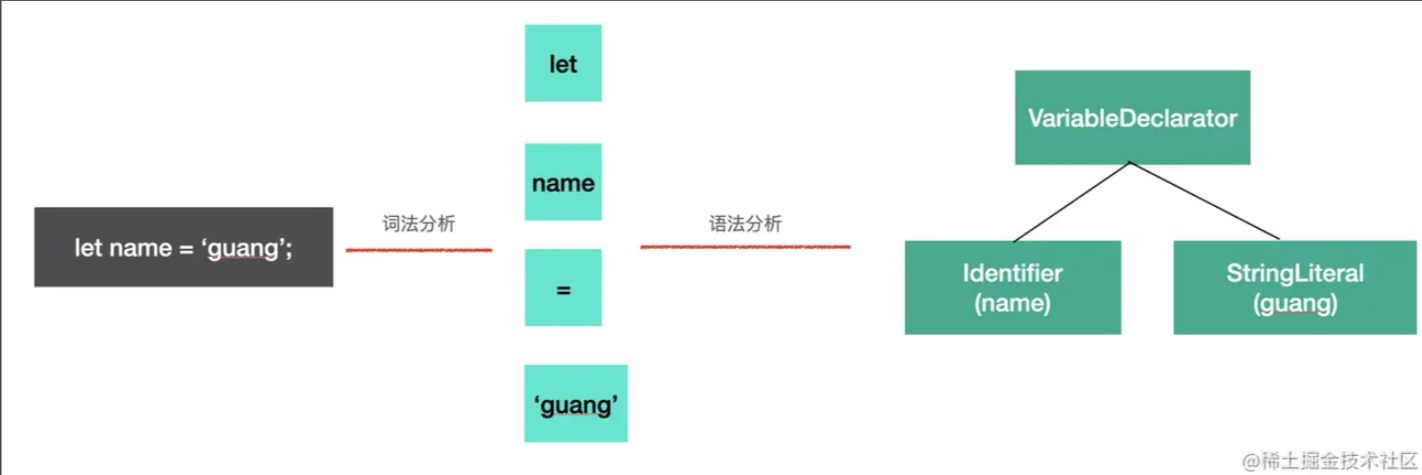 let name = ‘guang’;
词法分析
let
name
=
‘guang’
语法分析
VariableDeclarator
Identifier
(name)
StringLiteral
(guang)
@稀土掘金技术社区